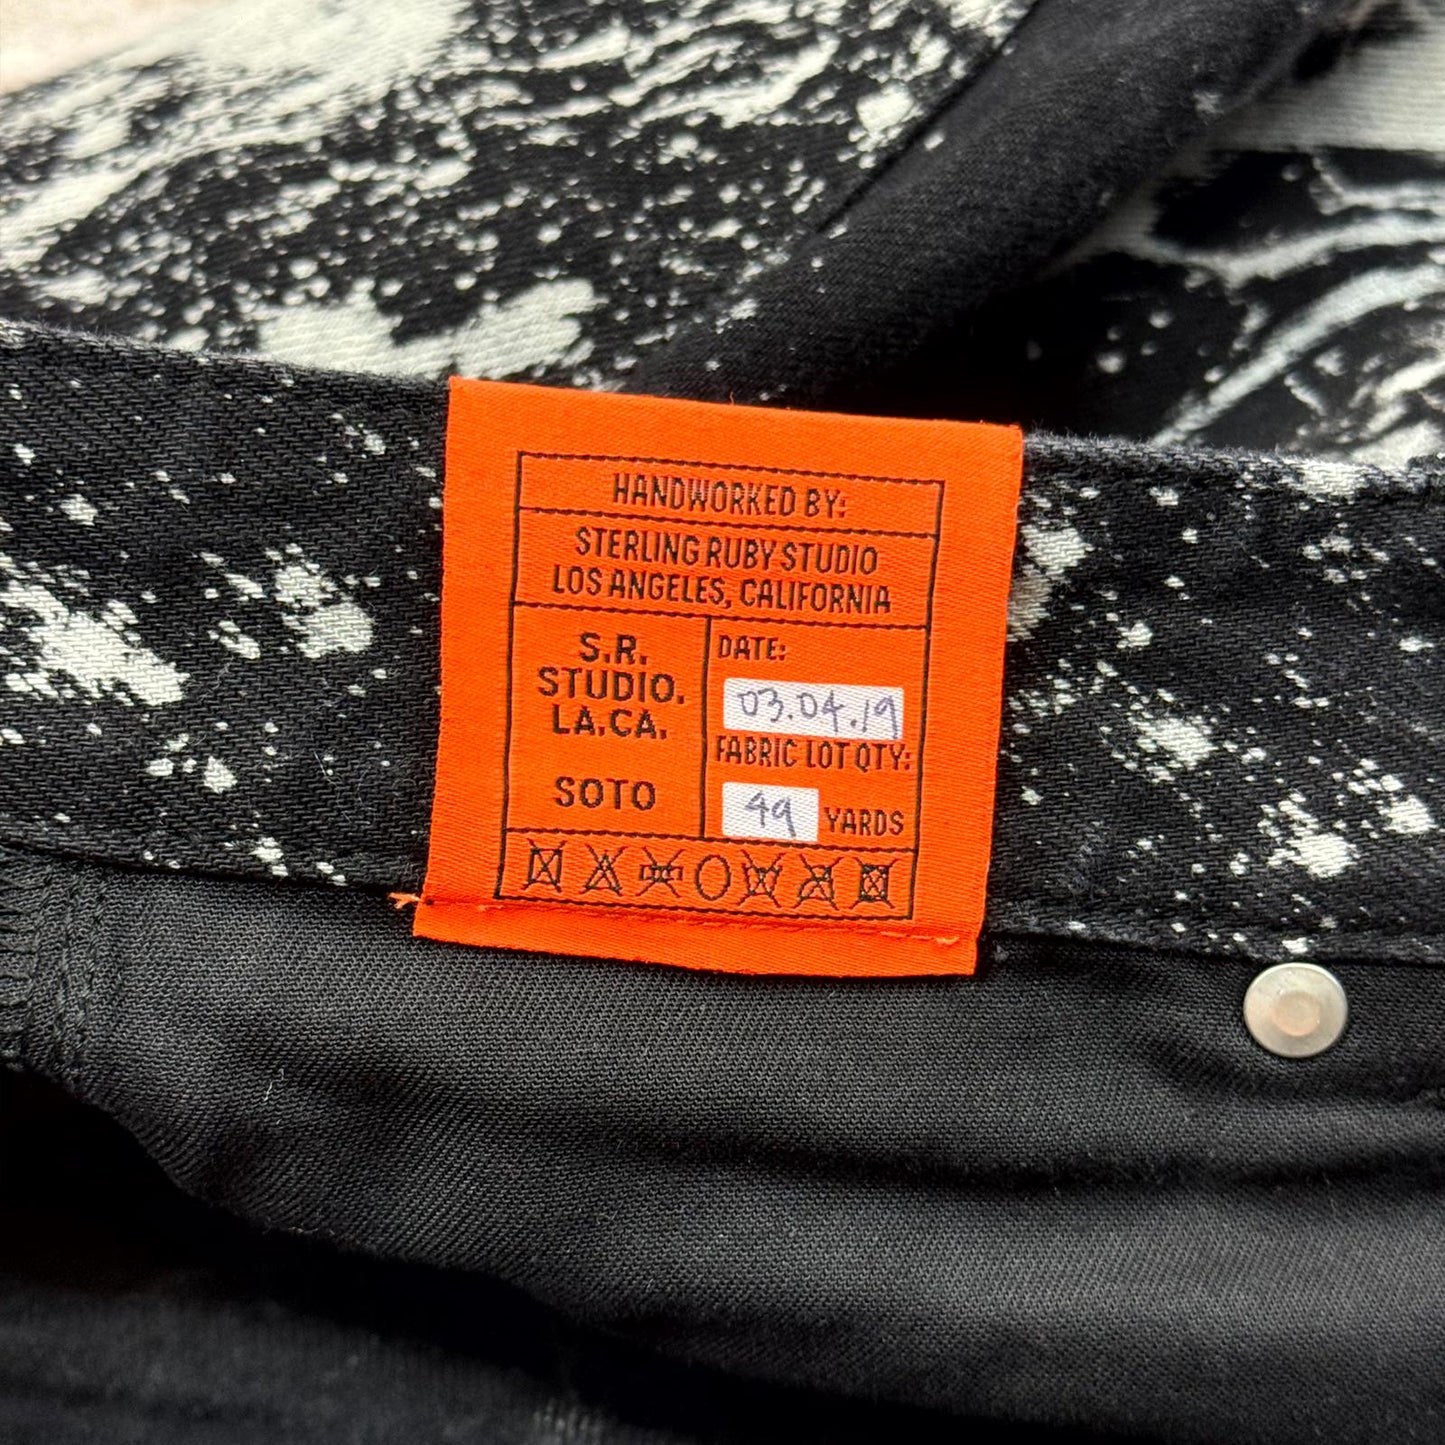 HANDWORKED BY:
STERLING RUBY STUDIO
LOS ANGELES, CALIFORNIA
S.R.
STUDIO.
LA.CA.
SOTO
DATE:
03.04.19
FABRIC LOT QTY:
49 YARDS